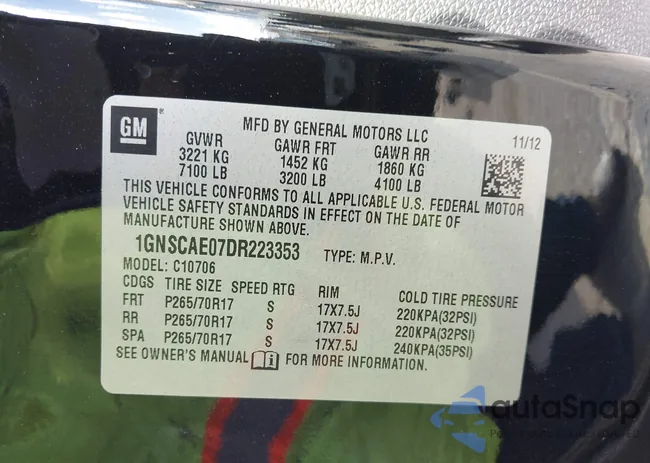 GM
MFD BY GENERAL MOTORS LLC 11/12
GVWR GAWR FRT GAWR RR
3221 KG 1452 KG 1860 KG
7100 LB 3200 LB 4100 LB
THIS VEHICLE CONFORMS TO ALL APPLICABLE U.S. FEDERAL MOTOR
VEHICLE SAFETY STANDARDS IN EFFECT ON THE DATE OF
MANUFACTURE SHOWN ABOVE.
1GNSCAE07DR223353 TYPE: M.P.V.
MODEL: C10706
CDGS TIRE SIZE SPEED RTG RIM COLD TIRE PRESSURE
FRT P265/70R17 S 17X7.5J 220KPA(32PSI)
RR P265/70R17 S 17X7.5J 220KPA(32PSI)
SPA P265/70R17 S 17X7.5J 240KPA(35PSI)
SEE OWNER'S MANUAL FOR MORE INFORMATION.
autoSnap